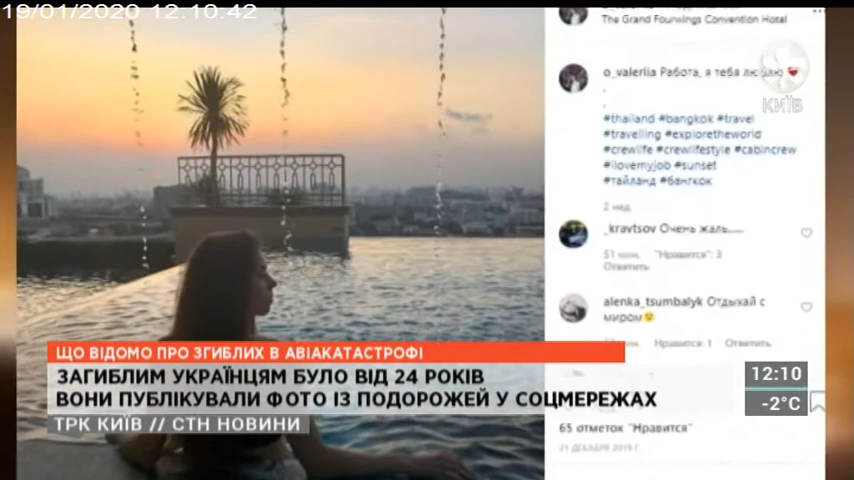 19/01/2020 12:10:42
The Grand Fourwings Convention Hotel
КИЇВ
o_valeriia Работа, я тебя люблю
.
.
#thailand #bangkok #travel
#travelling #exploretheworld
#crewlife #crewlifestyle #cabincrew
#ilovemyjob #sunset
#тайланд #бангкок
2 нед.
_kravtsov Очень жаль.....
51 мин. "Нравится": 3
Ответить
alenka_tsumbalyk Отдыхай с
миром😢
Нравится: 1 Ответить
ЩО ВІДОМО ПРО ЗГИБЛИХ В АВІАКАТАСТРОФІ
ЗАГИБЛИМ УКРАЇНЦЯМ БУЛО ВІД 24 РОКІВ
ВОНИ ПУБЛІКУВАЛИ ФОТО ІЗ ПОДОРОЖЕЙ У СОЦМЕРЕЖАХ
ТРК КИЇВ // СТН НОВИНИ
12:10
-2°C
65 отметок "Нравится"
21 ДЕКАБРЯ 2019 Г.